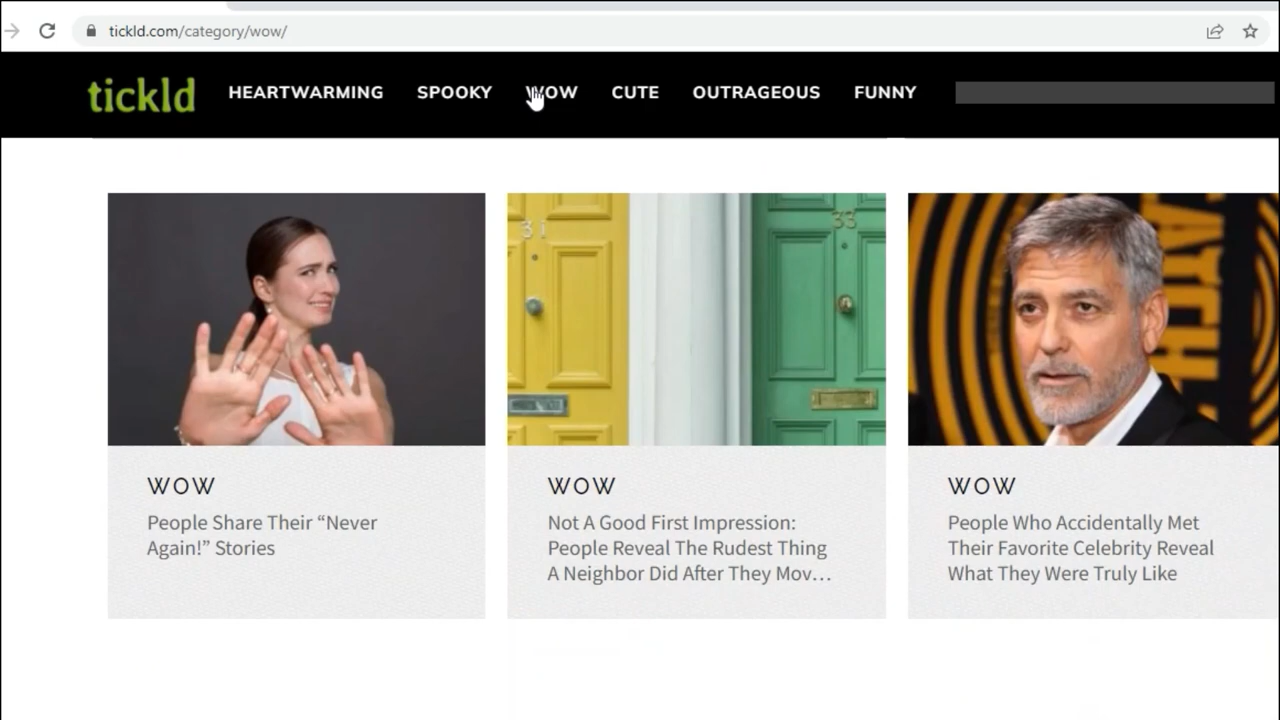 tickld.com/category/wow/
tickld HEARTWARMING SPOOKY WOW CUTE OUTRAGEOUS FUNNY
31
33
WOW
People Share Their “Never
Again!” Stories
WOW
Not A Good First Impression:
People Reveal The Rudest Thing
A Neighbor Did After They Mov…
WOW
People Who Accidentally Met
Their Favorite Celebrity Reveal
What They Were Truly Like